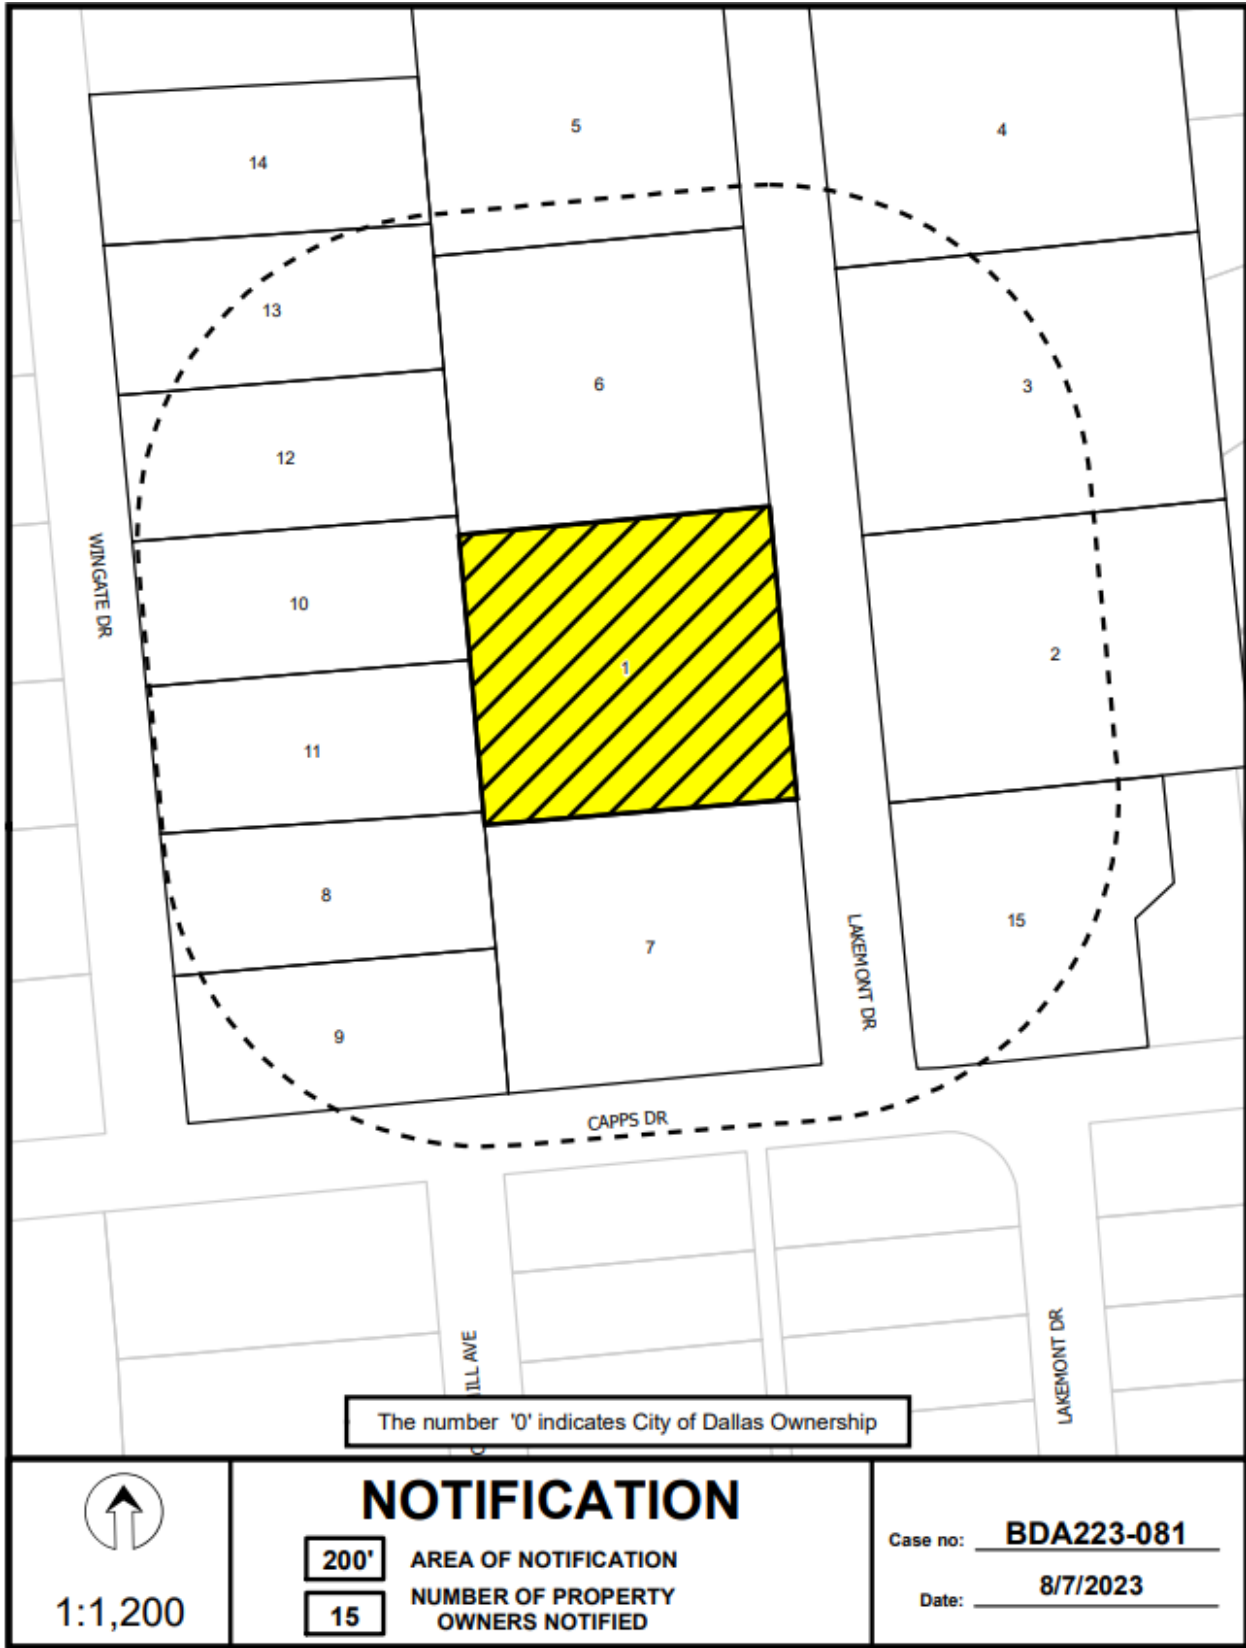 5
4
14
13
3
6
12
WINGATE DR
10
2
1
11
8
15
7
LAKEMONT DR
9
CAPPS DR
LAKEMONT DR
ILL AVE
The number '0' indicates City of Dallas Ownership
1:1,200
NOTIFICATION
200' AREA OF NOTIFICATION
15 NUMBER OF PROPERTY
OWNERS NOTIFIED
Case no: BDA223-081
Date: 8/7/2023